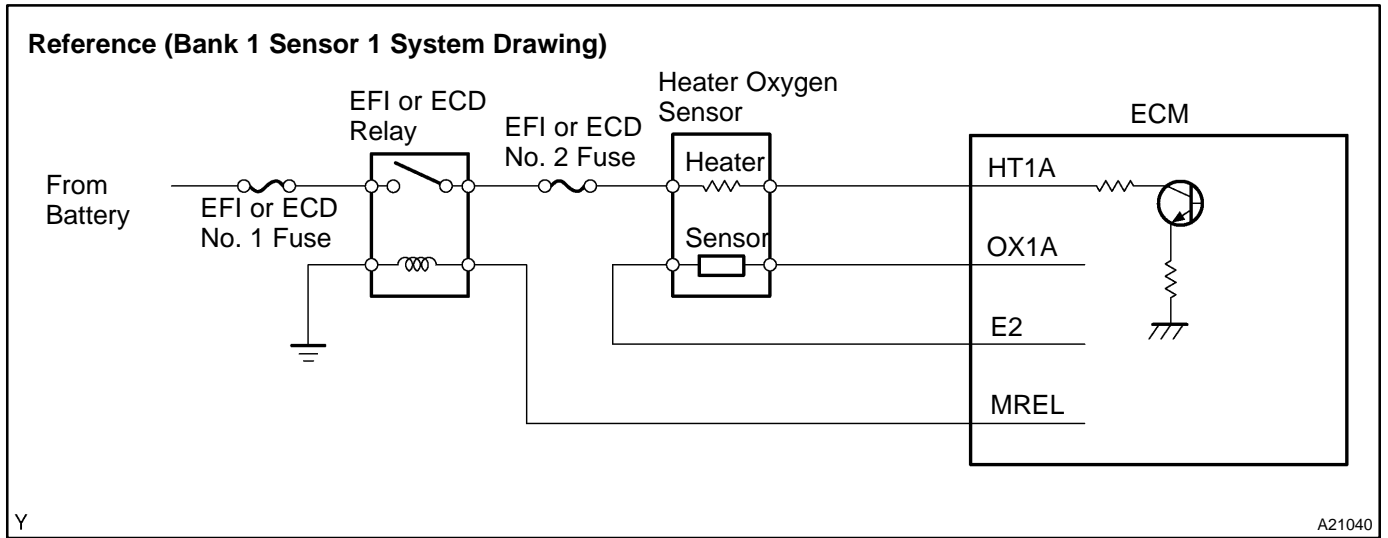 Reference (Bank 1 Sensor 1 System Drawing)
Heater Oxygen
Sensor
EFI or ECD
Relay
EFI or ECD
No. 2 Fuse
ECM
Heater
HT1A
From
Battery
EFI or ECD
No. 1 Fuse
Sensor
OX1A
E2
MREL
Y
A21040